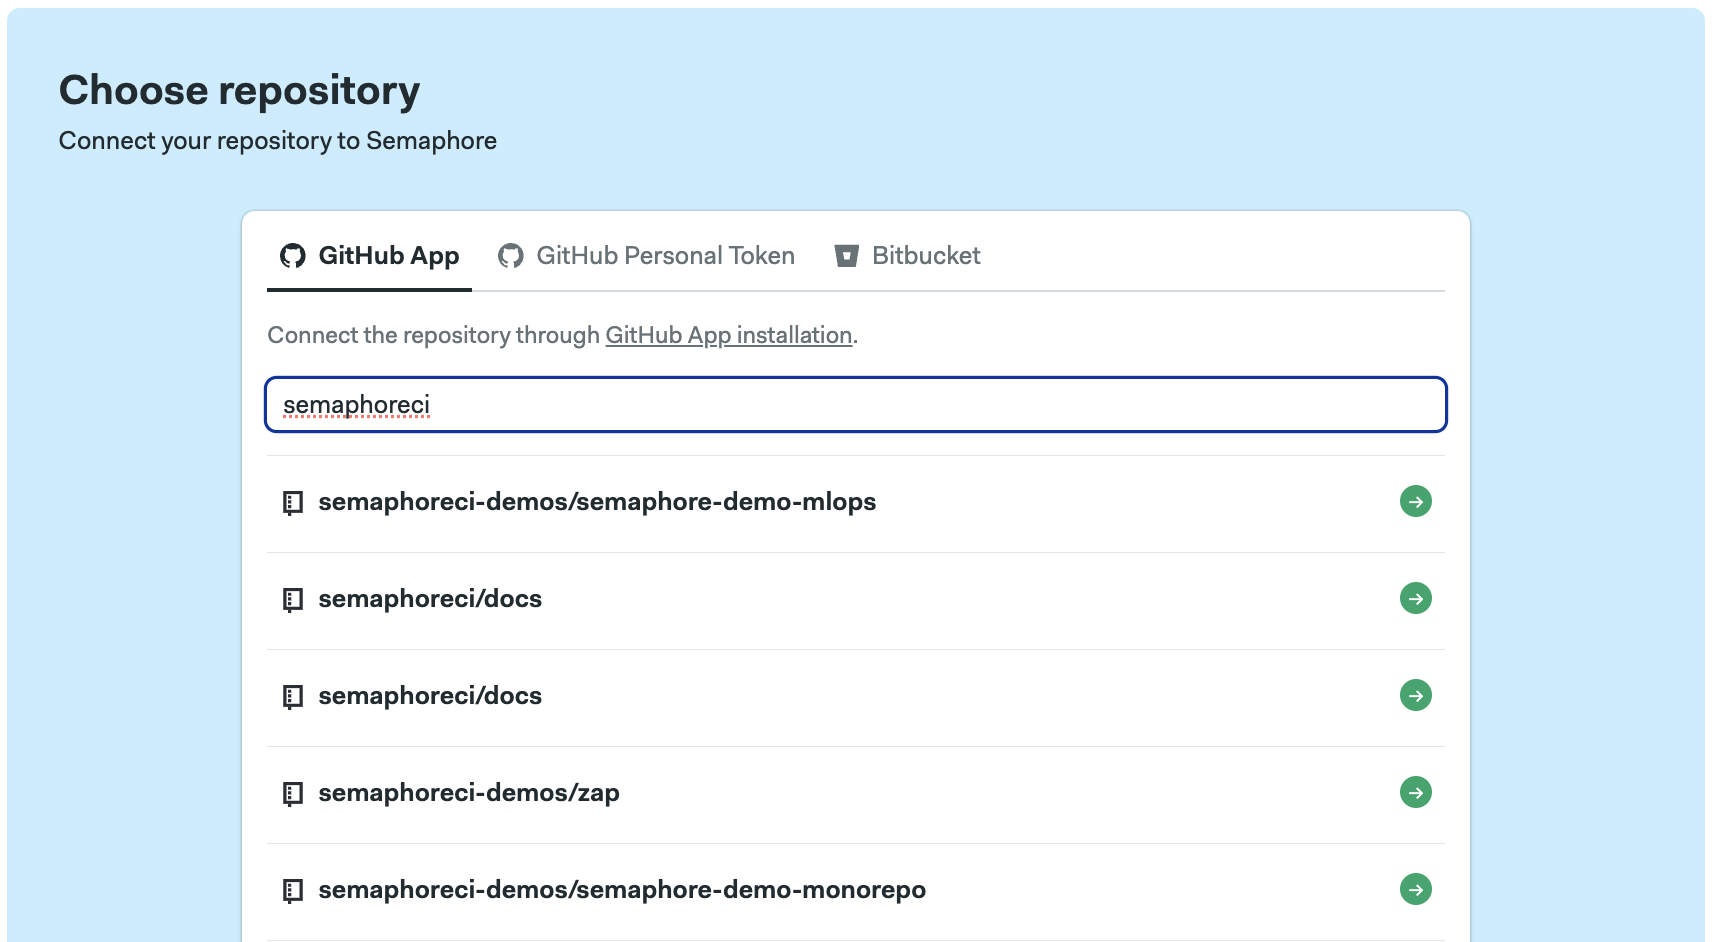 Choose repository
Connect your repository to Semaphore
GitHub App GitHub Personal Token Bitbucket
Connect the repository through GitHub App installation.
semaphoreci
semaphoreci-demos/semaphore-demo-mlops
semaphoreci/docs
semaphoreci/docs
semaphoreci-demos/zap
semaphoreci-demos/semaphore-demo-monorepo